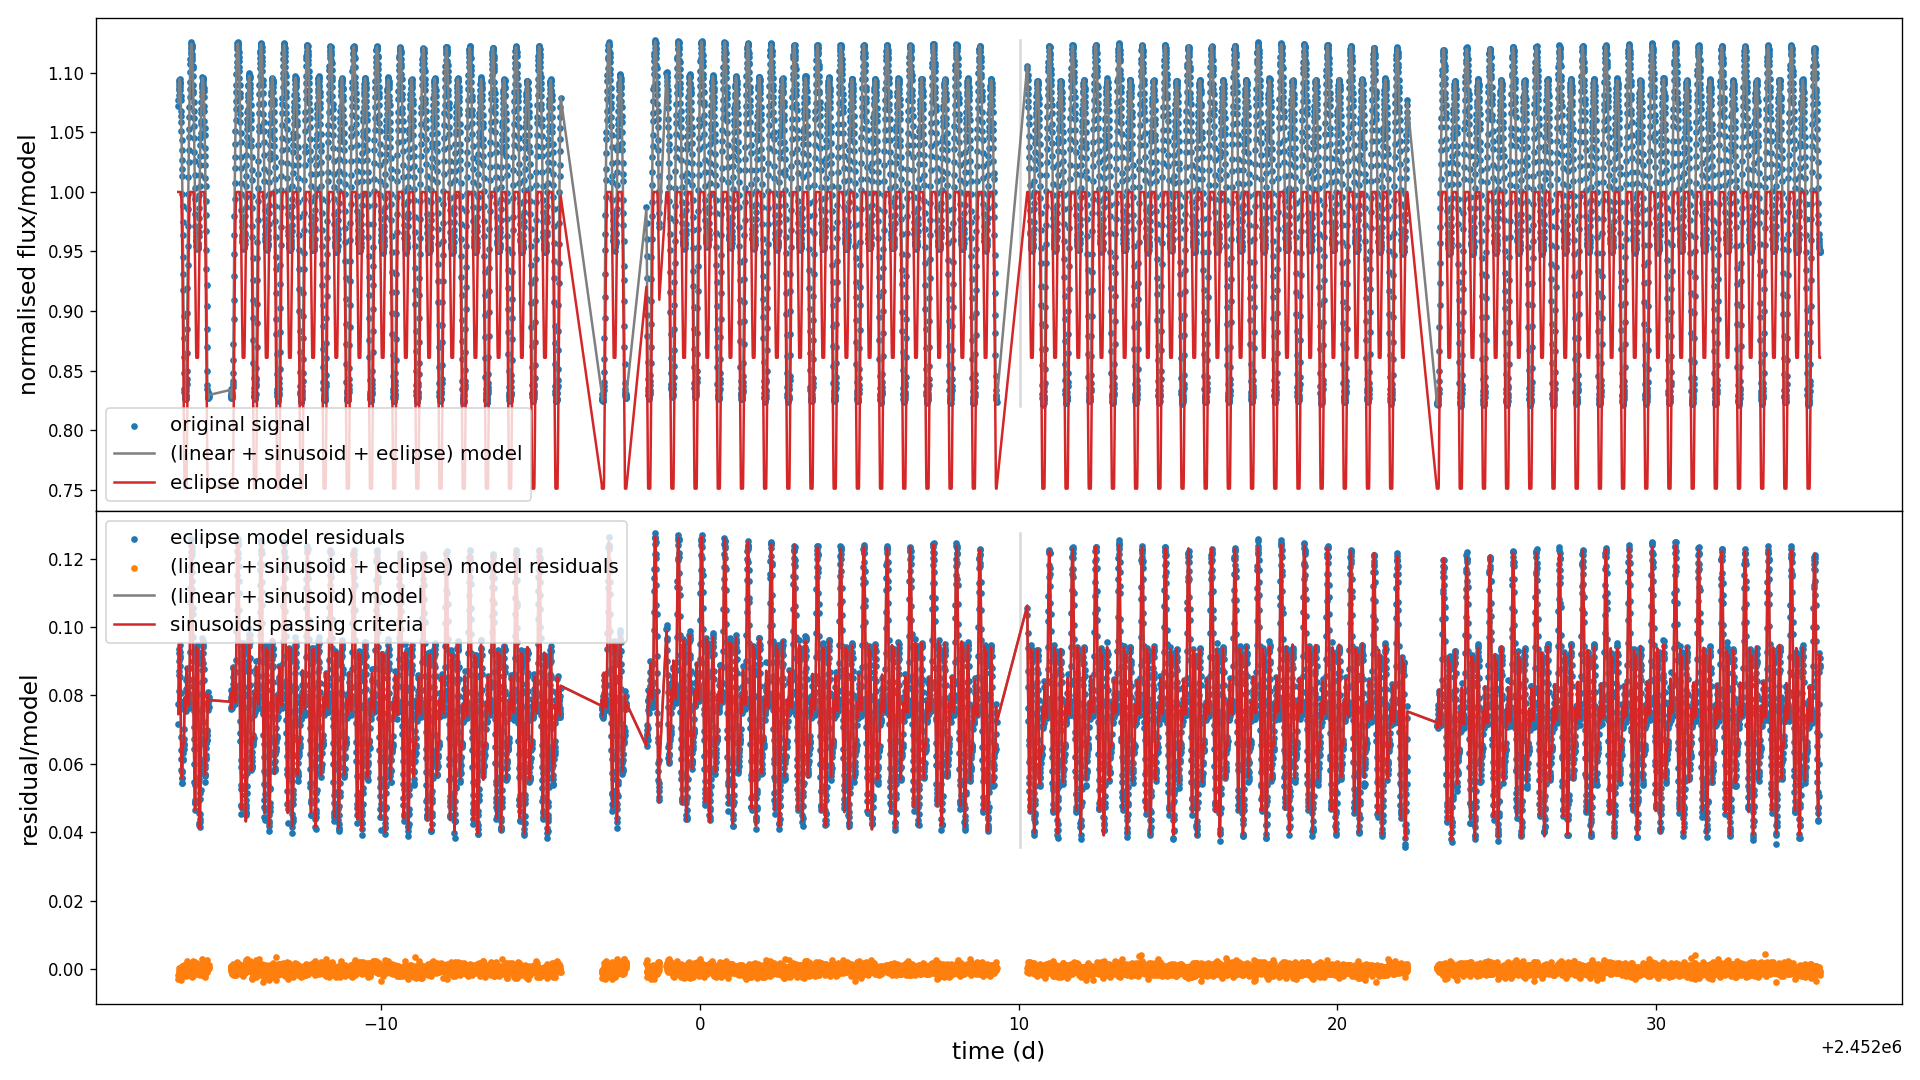 normalised flux/model
1.10
1.05
1.00
0.95
0.90
0.85
0.80
0.75
original signal
(linear + sinusoid + eclipse) model
eclipse model
residual/model
0.12
0.10
0.08
0.06
0.04
0.02
0.00
eclipse model residuals
(linear + sinusoid + eclipse) model residuals
(linear + sinusoid) model
sinusoids passing criteria
−10
0
10
20
30
time (d)
+2.452e6